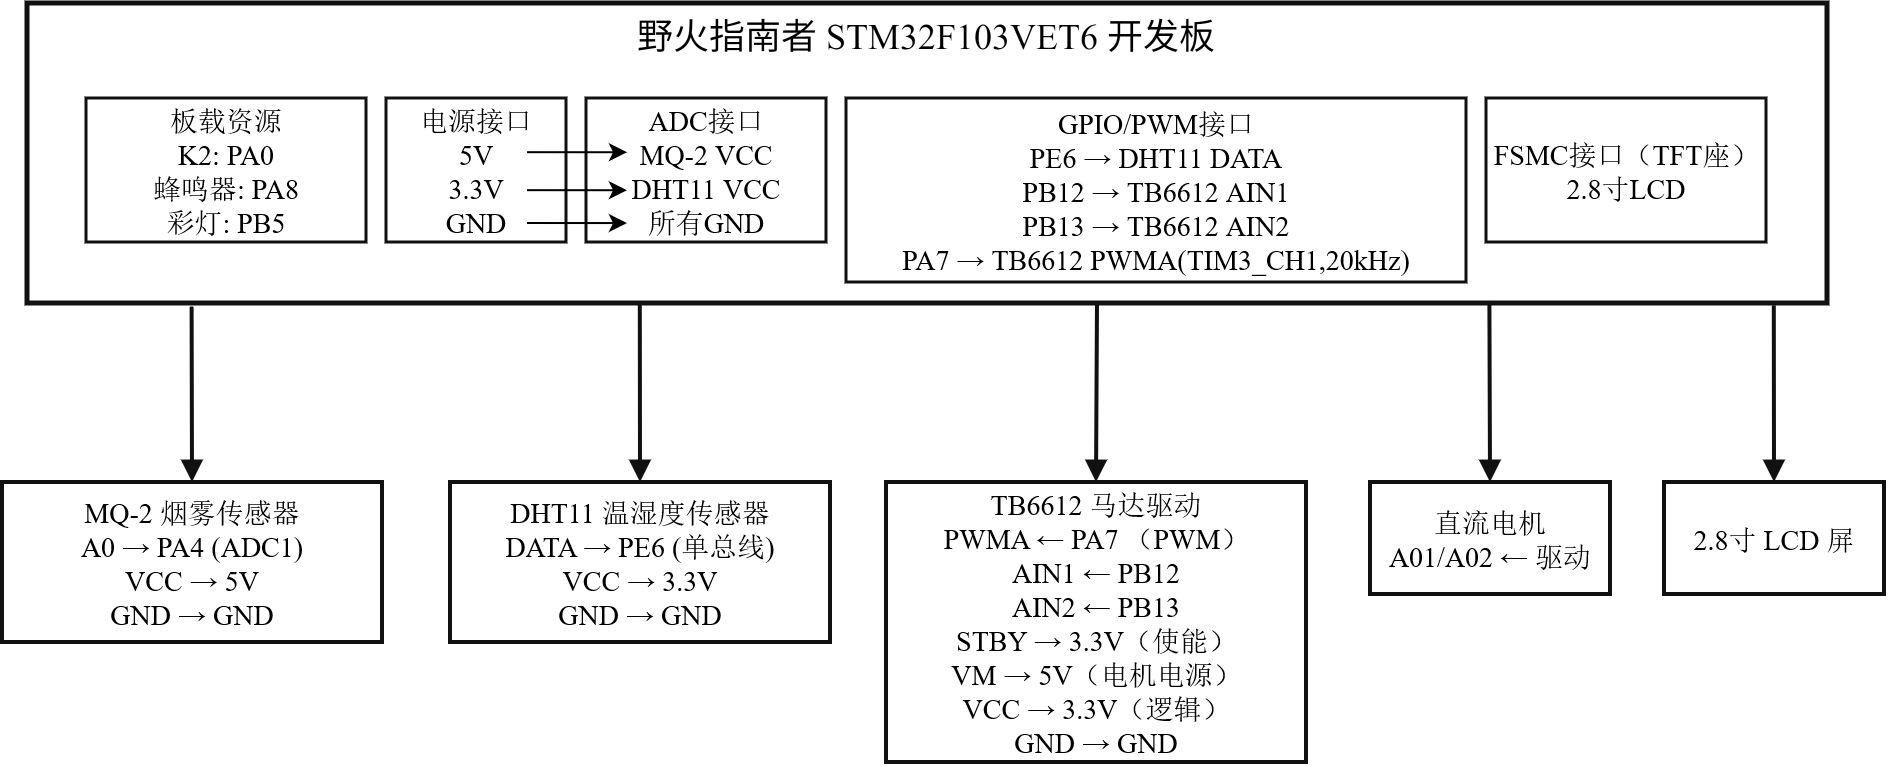 野火指南者 STM32F103VET6 开发板
板载资源
K2: PA0
蜂鸣器: PA8
彩灯: PB5
电源接口
5V
3.3V
GND
ADC接口
MQ-2 VCC
DHT11 VCC
所有GND
GPIO/PWM接口
PE6 → DHT11 DATA
PB12 → TB6612 AIN1
PB13 → TB6612 AIN2
PA7 → TB6612 PWMA(TIM3_CH1,20kHz)
FSMC接口（TFT座）
2.8寸LCD
MQ-2 烟雾传感器
A0 → PA4 (ADC1)
VCC → 5V
GND → GND
DHT11 温湿度传感器
DATA → PE6 (单总线)
VCC → 3.3V
GND → GND
TB6612 马达驱动
PWMA ← PA7 （PWM）
AIN1 ← PB12
AIN2 ← PB13
STBY → 3.3V（使能）
VM → 5V（电机电源）
VCC → 3.3V（逻辑）
GND → GND
直流电机
A01/A02 ← 驱动
2.8寸 LCD 屏